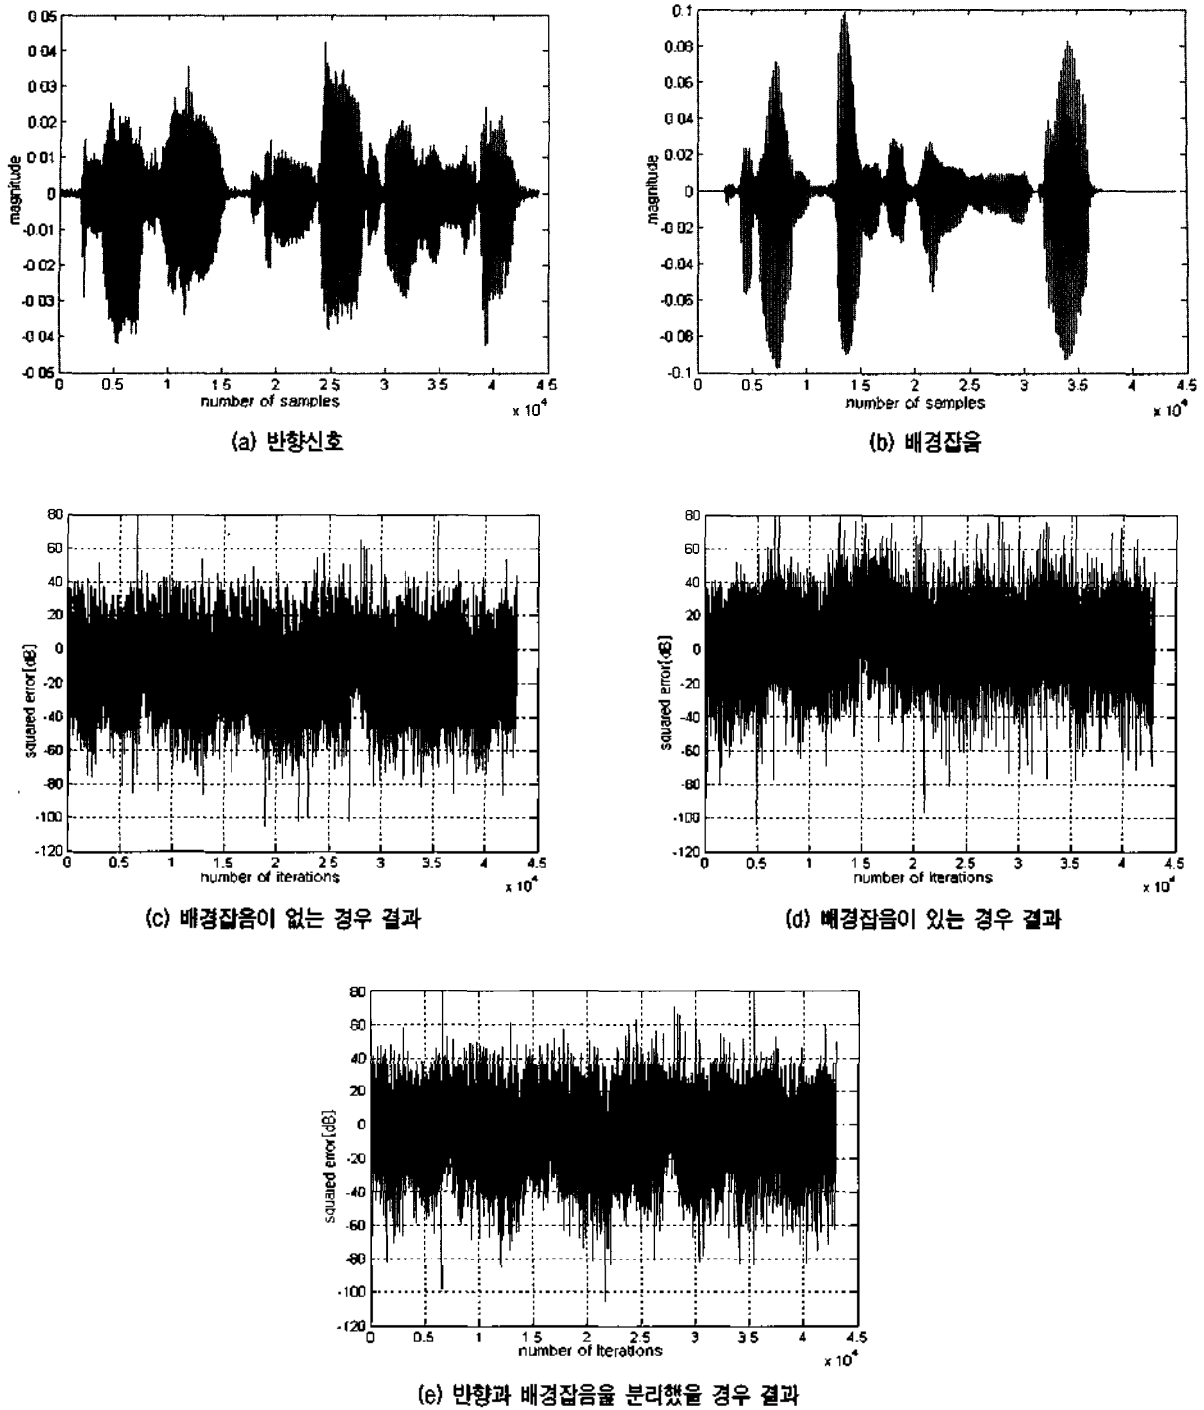 0.05
0.04
0.03
0.02
0.01
0
-0.01
-0.02
-0.03
-0.04
-0.05
magnitude
0 0.5 1 1.5 2 2.5 3 3.5 4 4.5
number of samples
x 10^4
(a) 반향신호
0.1
0.08
0.06
0.04
0.02
0
-0.02
-0.04
-0.06
-0.08
-0.1
magnitude
0 0.5 1 1.5 2 2.5 3 3.5 4 4.5
number of samples
x 10^4
(b) 배경잡음
80
60
40
20
0
-20
-40
-60
-80
-100
-120
squared error[dB]
0 0.5 1 1.5 2 2.5 3 3.5 4 4.5
number of iterations
x 10^4
(c) 배경잡음이 없는 경우 결과
80
60
40
20
0
-20
-40
-60
-80
-100
-120
squared error[dB]
0 0.5 1 1.5 2 2.5 3 3.5 4 4.5
number of iterations
x 10^4
(d) 배경잡음이 있는 경우 결과
80
60
40
20
0
-20
-40
-60
-80
-100
-120
squared error[dB]
0 0.5 1 1.5 2 2.5 3 3.5 4 4.5
number of iterations
x 10^4
(e) 반향과 배경잡음을 분리했을 경우 결과